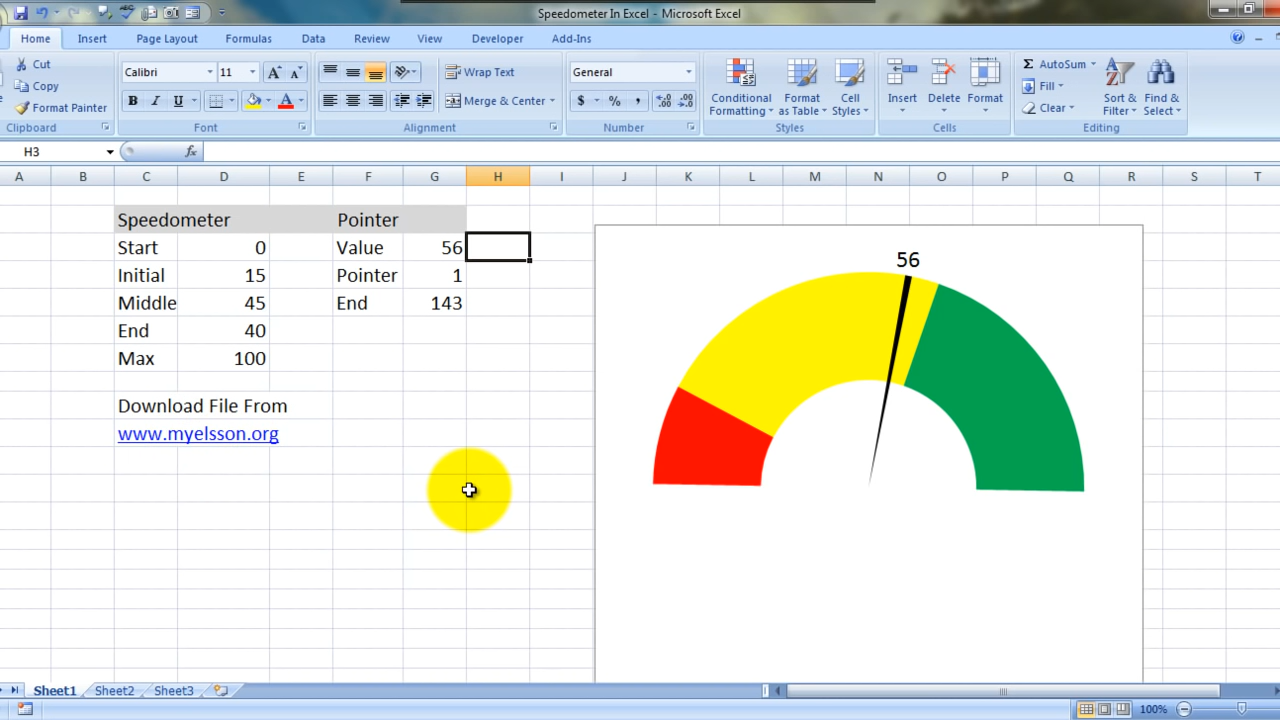 Speedometer In Excel - Microsoft Excel
Home Insert Page Layout Formulas Data Review View Developer Add-Ins
Cut
Copy
Format Painter
Clipboard
Calibri 11
B I U A A A
Font
Wrap Text
Merge & Center
Alignment
General
$ % ,
Number
Conditional Formatting
Format as Table
Cell Styles
Styles
Insert
Delete
Format
Cells
Σ AutoSum
Fill
Clear
Sort & Filter
Find & Select
Editing
H3 fx
A B C D E F G H I J K L M N O P Q R S T
Speedometer Pointer
Start 0 Value 56
Initial 15 Pointer 1
Middle 45 End 143
End 40
Max 100
Download File From
www.myelsson.org
56
Sheet1 Sheet2 Sheet3
100%